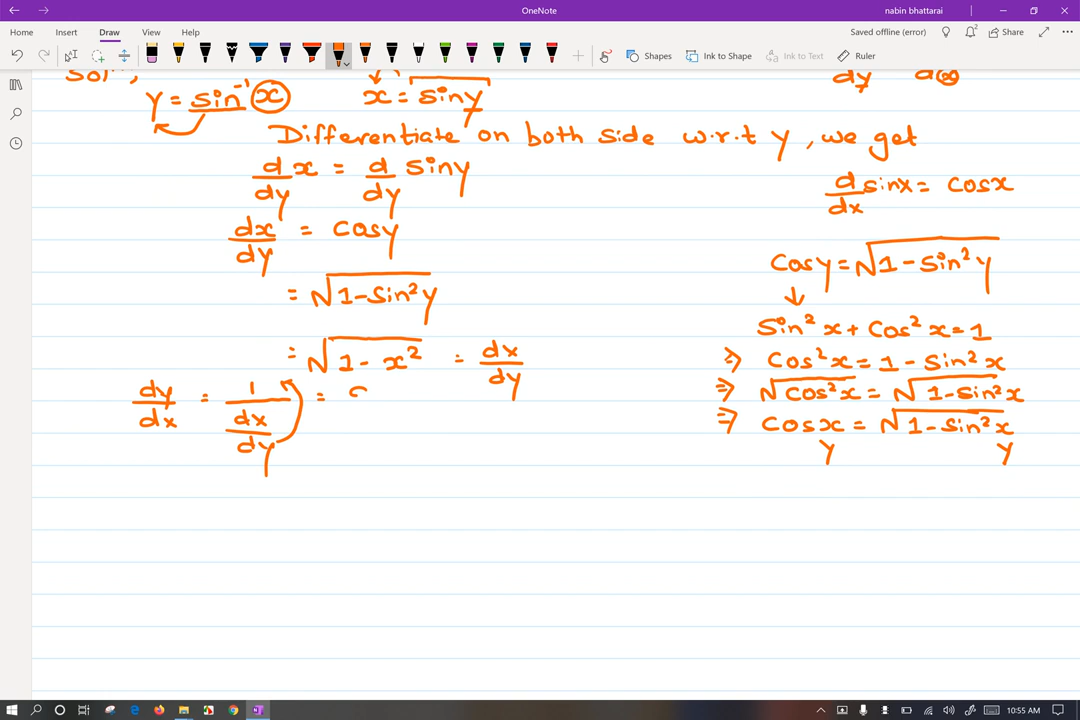 OneNote
nabin bhattarai
Home Insert Draw View Help
Saved offline (error)
Share
Shapes
Ink to Shape
Ink to Text
Ruler
Solⁿ,
y = sin⁻¹ x
x = siny
dy
Differentiate on both side w.r.t y, we get
d/dy x = d/dy siny
d/dx sinx = cosx
dx/dy = cosy
cosy = √(1 - sin²y)
= √(1-sin²y)
sin²x + cos²x = 1
= √(1 - x²) = dx/dy
⇒ cos²x = 1 - sin²x
dy/dx = 1/(dx/dy) =
⇒ √(cos²x) = √(1-sin²x)
⇒ cosx = √(1-sin²x)
y y
10:55 AM